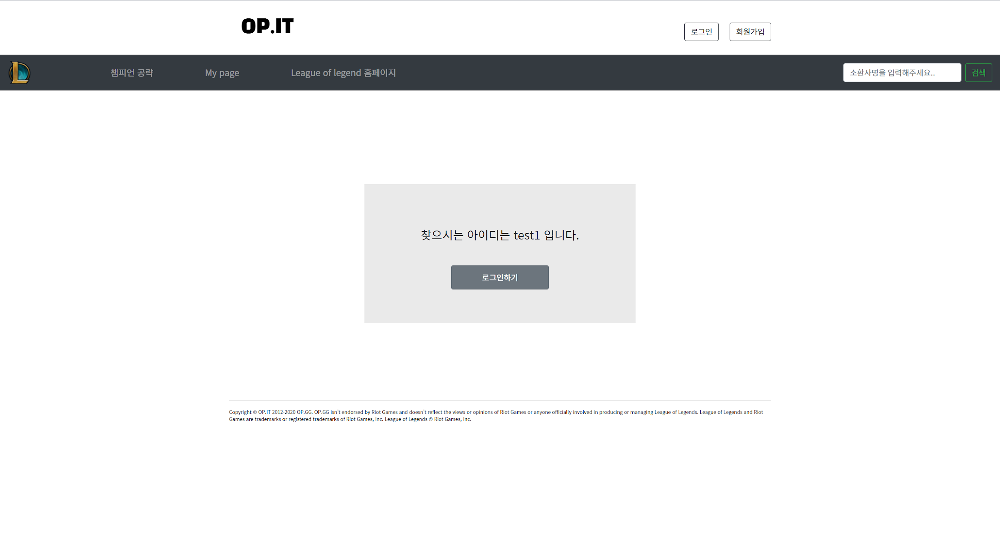 OP.IT
로그인
회원가입
챔피언 공략
My page
League of legend 홈페이지
소환사명을 입력해주세요..
검색
찾으시는 아이디는 test1 입니다.
로그인하기
Copyright © OP.IT 2012-2020 OP.GG. OP.GG isn't endorsed by Riot Games and doesn't reflect the views or opinions of Riot Games or anyone officially involved in producing or managing League of Legends. League of Legends and Riot
Games are trademarks or registered trademarks of Riot Games, Inc. League of Legends © Riot Games, Inc.